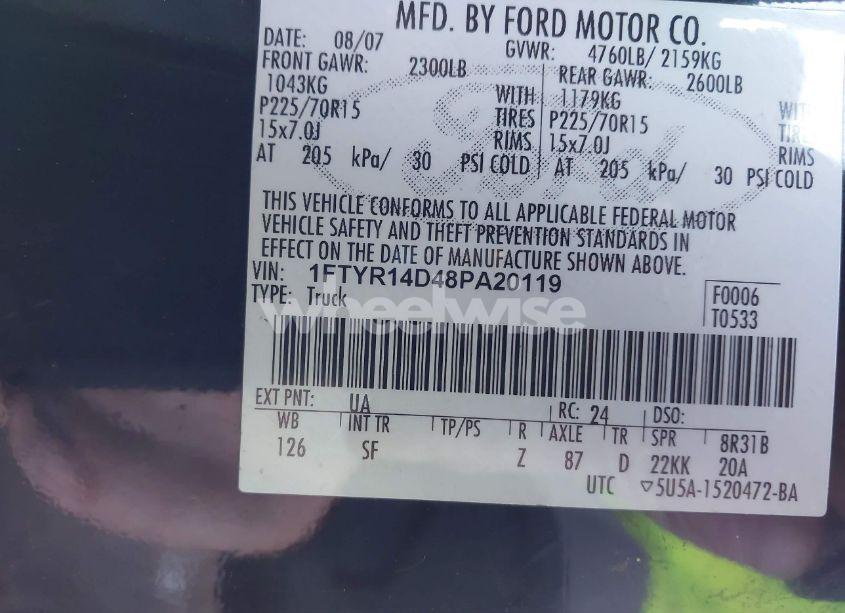 MFD. BY FORD MOTOR CO.
DATE: 08/07 GVWR: 4760LB/ 2159KG
FRONT GAWR: 2300LB REAR GAWR: 2600LB
1043KG WITH 1179KG WITH
P225/70R15 TIRES P225/70R15 TIRES
15x7.0J RIMS 15x7.0J RIMS
AT 205 kPa/ 30 PSI COLD AT 205 kPa/ 30 PSI COLD
THIS VEHICLE CONFORMS TO ALL APPLICABLE FEDERAL MOTOR
VEHICLE SAFETY AND THEFT PREVENTION STANDARDS IN
EFFECT ON THE DATE OF MANUFACTURE SHOWN ABOVE.
VIN: 1FTYR14D48PA20119
TYPE: Truck
F0006
T0533
wheelwise
EXT PNT: UA RC: 24 DSO:
WB INT TR TP/PS R AXLE TR SPR 8R31B
126 SF Z 87 D 22KK 20A
UTC ▽5U5A-1520472-BA